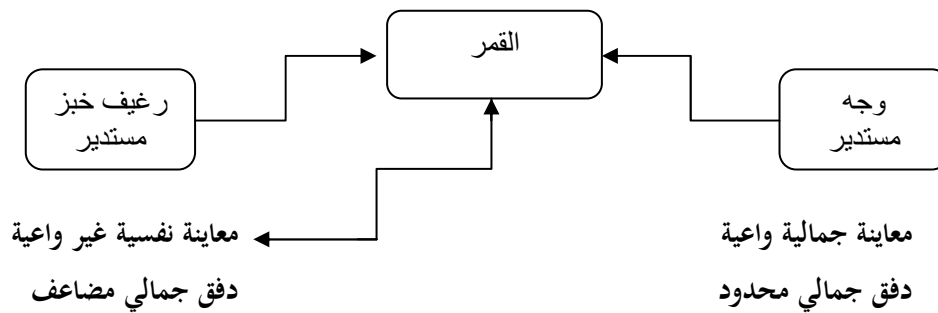 القمر
وجه
مستدير
رغيف خبز
مستدير
معاينة جمالية واعية
دفق جمالي محدود
معاينة نفسية غير واعية
دفق جمالي مضاعف